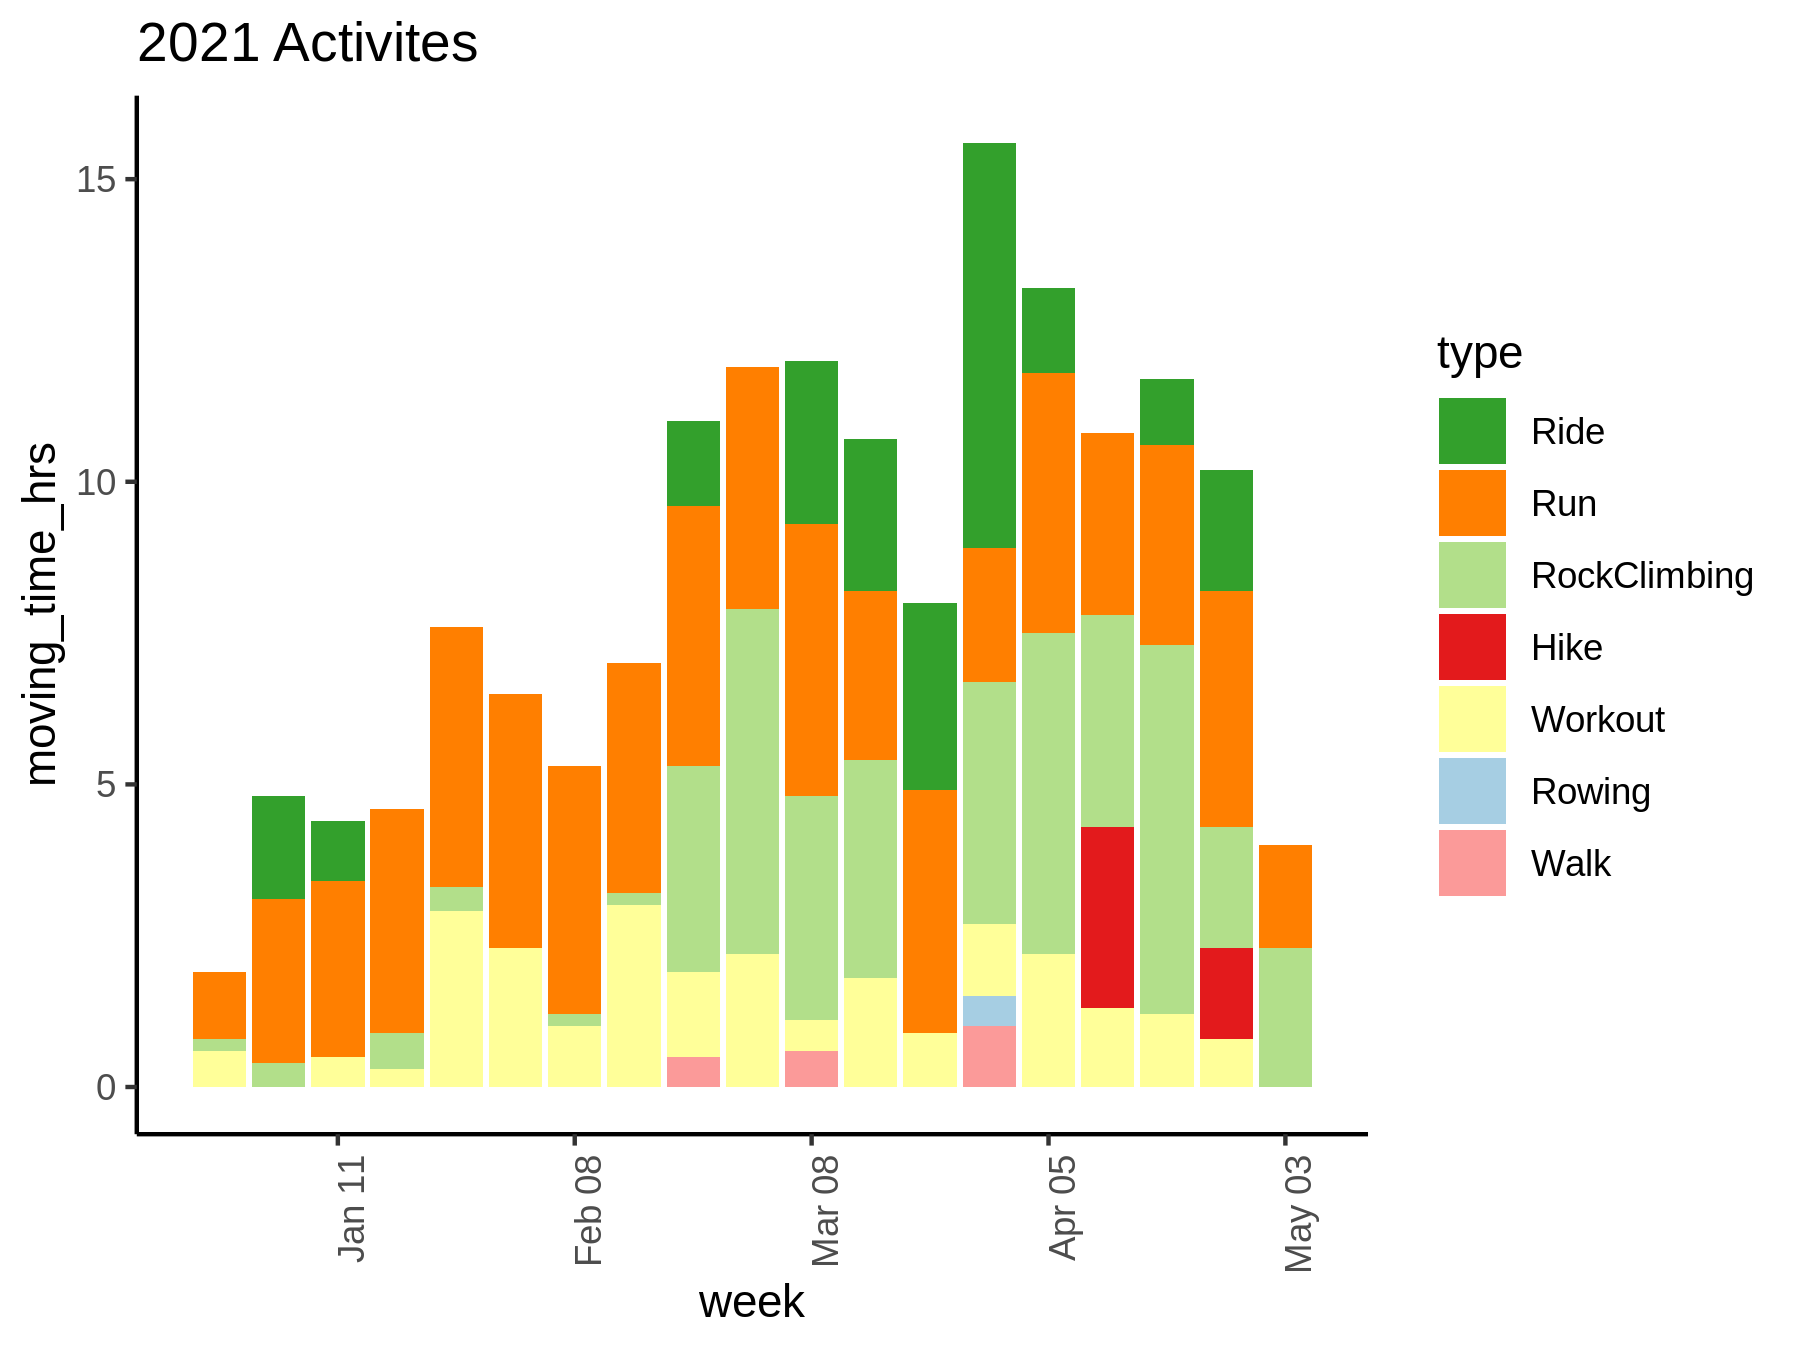 2021 Activites
moving_time_hrs
15
10
5
0
Jan 11
Feb 08
Mar 08
Apr 05
May 03
week
type
Ride
Run
RockClimbing
Hike
Workout
Rowing
Walk